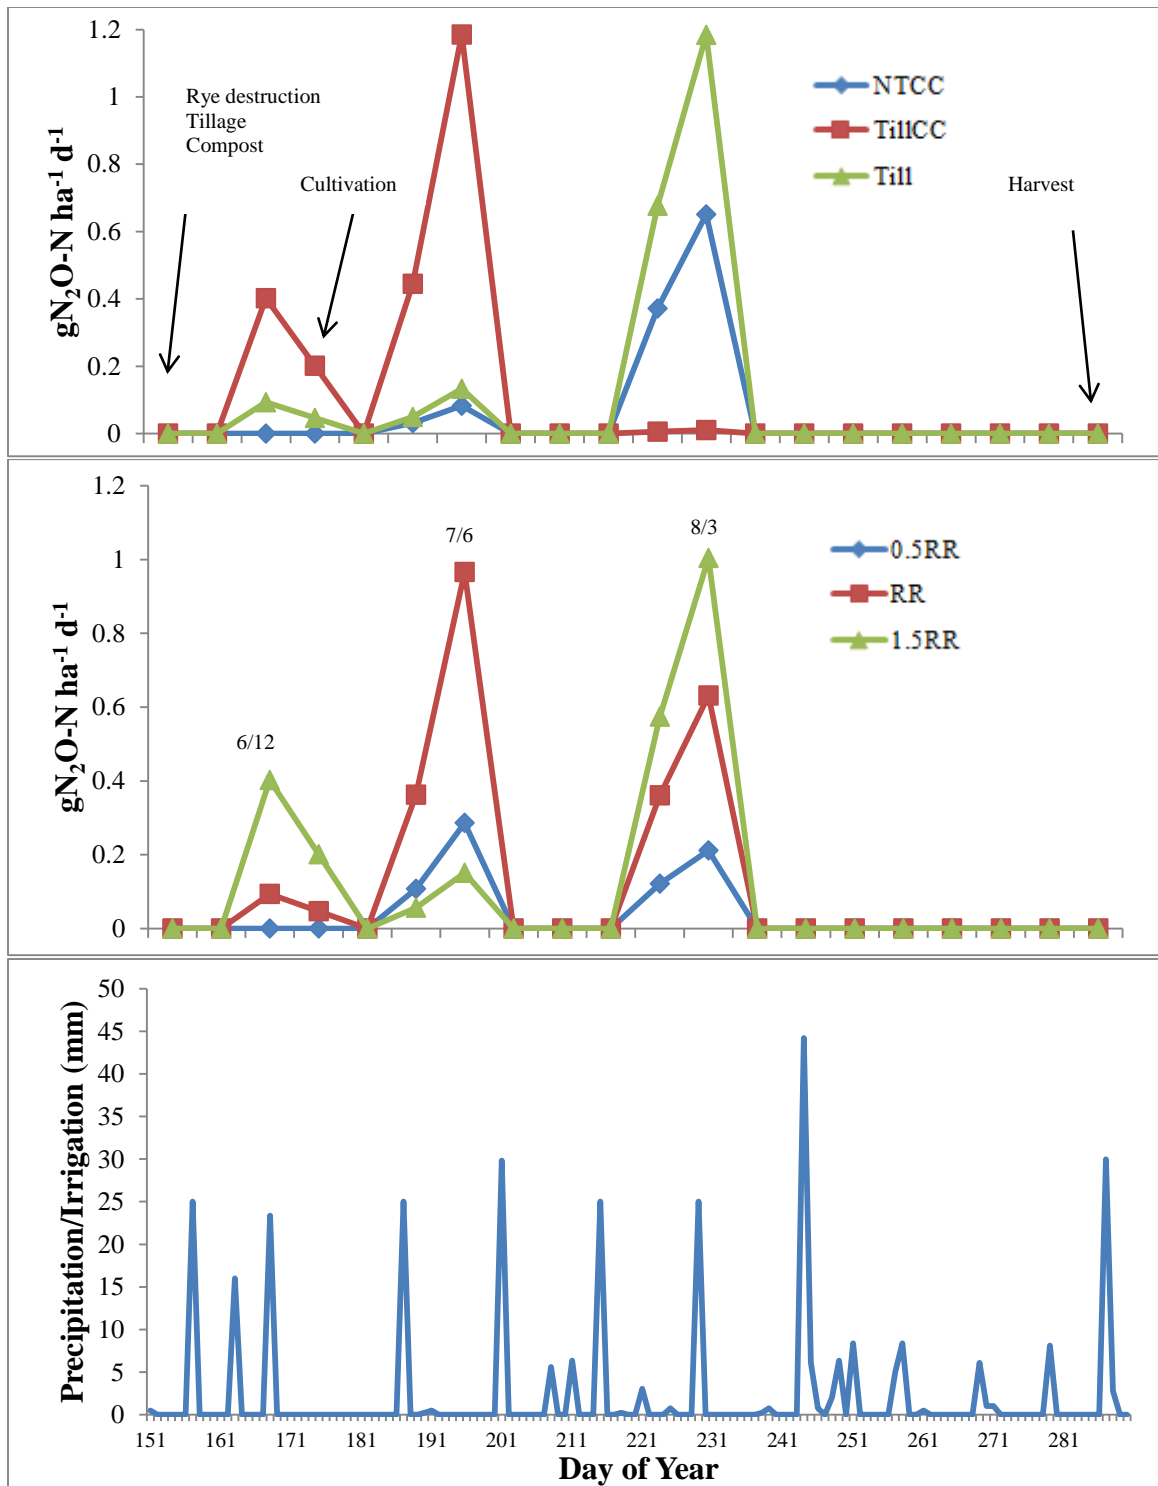 1.2
1
0.8
0.6
0.4
0.2
0
gN₂O-N ha⁻¹ d⁻¹
Rye destruction
Tillage
Compost
Cultivation
Harvest
NTCC
TillCC
Till
1.2
1
0.8
0.6
0.4
0.2
0
gN₂O-N ha⁻¹ d⁻¹
6/12
7/6
8/3
0.5RR
RR
1.5RR
50
45
40
35
30
25
20
15
10
5
0
Precipitation/Irrigation (mm)
151 161 171 181 191 201 211 221 231 241 251 261 271 281
Day of Year